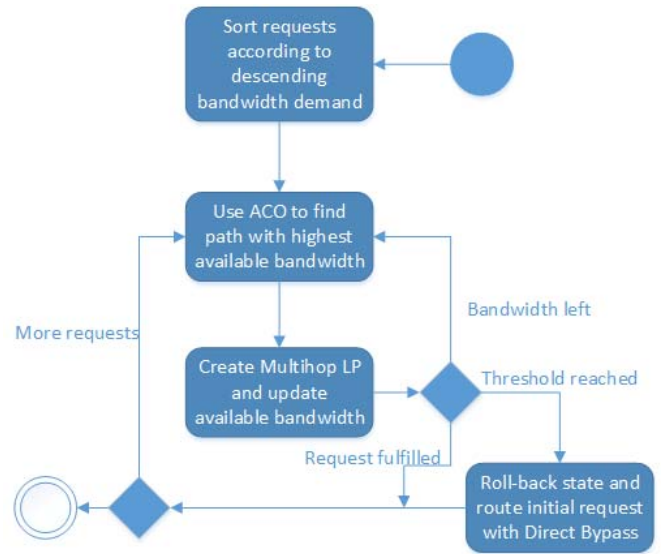 Sort requests
according to
descending
bandwidth demand
Use ACO to find
path with highest
available bandwidth
More requests
Bandwidth left
Create Multihop LP
and update
available bandwidth
Threshold reached
Request fulfilled
Roll-back state and
route initial request
with Direct Bypass